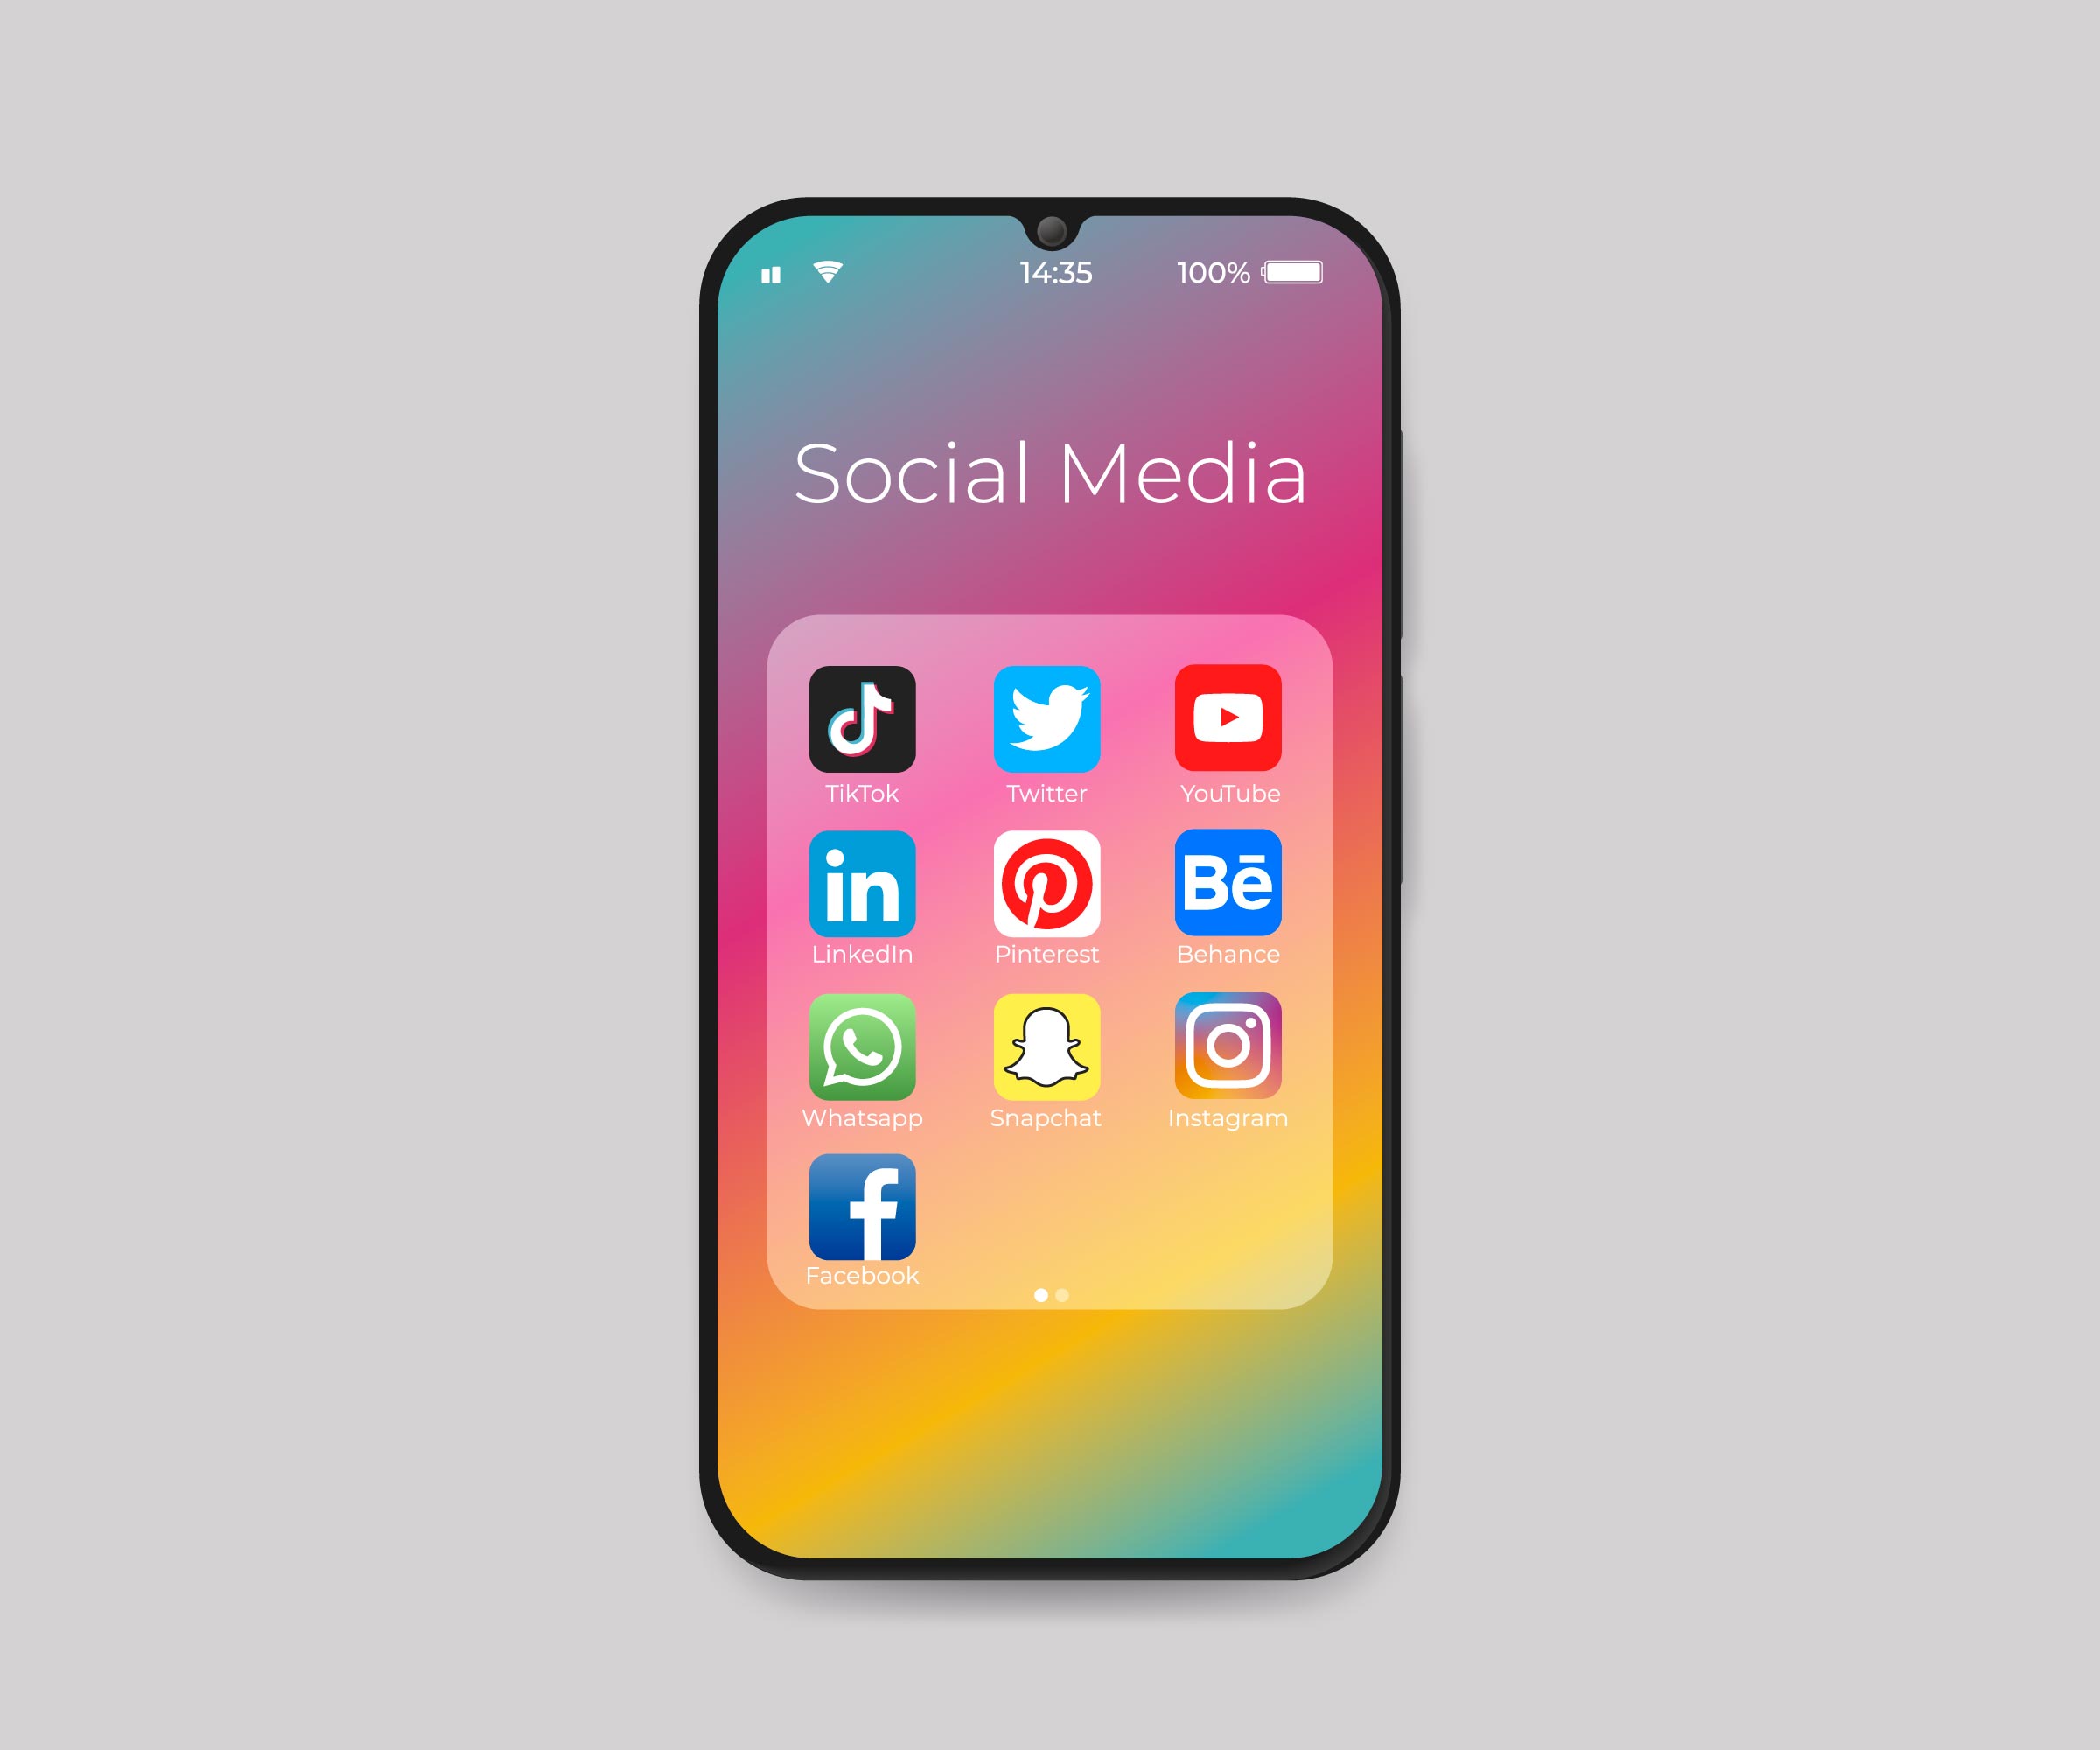 14:35 100%
Social Media
TikTok Twitter YouTube
in Bē
LinkedIn Pinterest Behance
Whatsapp Snapchat Instagram
f
Facebook